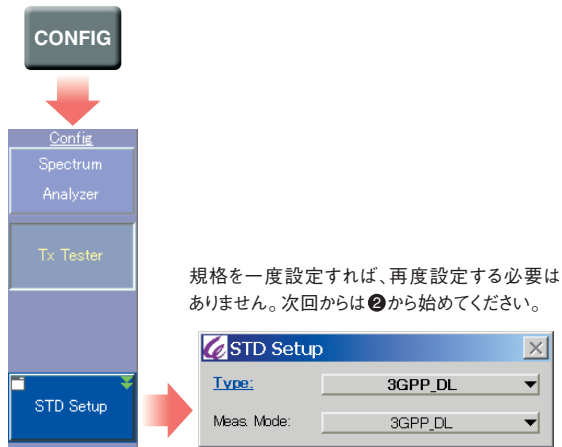 CONFIG
Config
Spectrum
Analyzer
Tx Tester
STD Setup
規格を一度設定すれば、再度設定する必要は
ありません。次回からは❷から始めてください。
STD Setup
Type:
3GPP_DL
Meas. Mode:
3GPP_DL